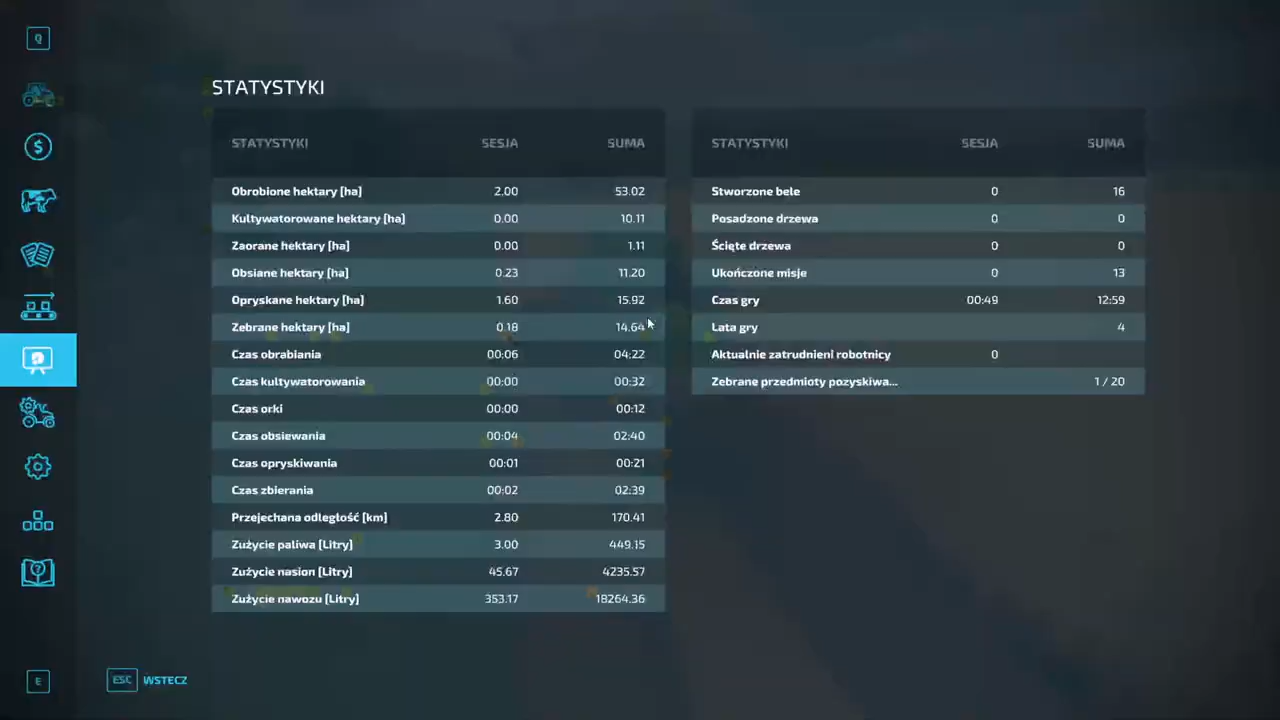 Q
STATYSTYKI
STATYSTYKI SESJA SUMA
Obrobione hektary [ha] 2.00 53.02
Kultywatorowane hektary [ha] 0.00 10.11
Zaorane hektary [ha] 0.00 1.11
Obsiane hektary [ha] 0.23 11.20
Opryskane hektary [ha] 1.60 15.92
Zebrane hektary [ha] 0.18 14.64
Czas obrabiania 00:06 04:22
Czas kultywatorowania 00:00 00:32
Czas orki 00:00 00:12
Czas obsiewania 00:04 02:40
Czas opryskiwania 00:01 00:21
Czas zbierania 00:02 02:39
Przejechana odległość [km] 2.80 170.41
Zużycie paliwa [Litry] 3.00 449.15
Zużycie nasion [Litry] 45.67 4235.57
Zużycie nawozu [Litry] 353.17 18264.36
STATYSTYKI SESJA SUMA
Stworzone bele 0 16
Posadzone drzewa 0 0
Ścięte drzewa 0 0
Ukończone misje 0 13
Czas gry 00:49 12:59
Lata gry 4
Aktualnie zatrudnieni robotnicy 0
Zebrane przedmioty pozyskiwa... 1 / 20
E
ESC WSTECZ